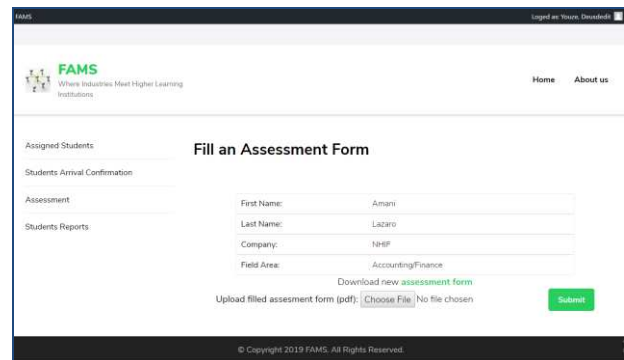 FAMS
Loged as: Youze, Deusdedit
FAMS
Where Industries Meet Higher Learning
Institutions
Home About us
Assigned Students
Students Arrival Confirmation
Assessment
Students Reports
Fill an Assessment Form
First Name: Amani
Last Name: Lazaro
Company: NHIF
Field Area: Accounting/Finance
Download new assessment form
Upload filled assesment form (pdf): Choose File No file chosen
Submit
© Copyright 2019 FAMS. All Rights Reserved.